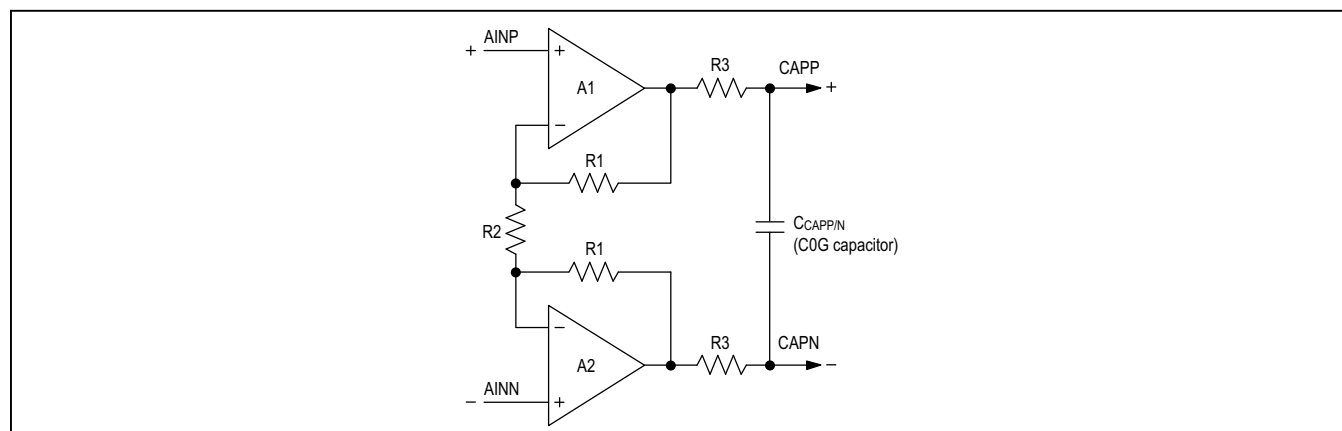 + AINP
+
A1
−
R3
CAPP
+
R1
R2
R1
CCAPP/N
(C0G capacitor)
−
A2
+
R3
CAPN
−
− AINN